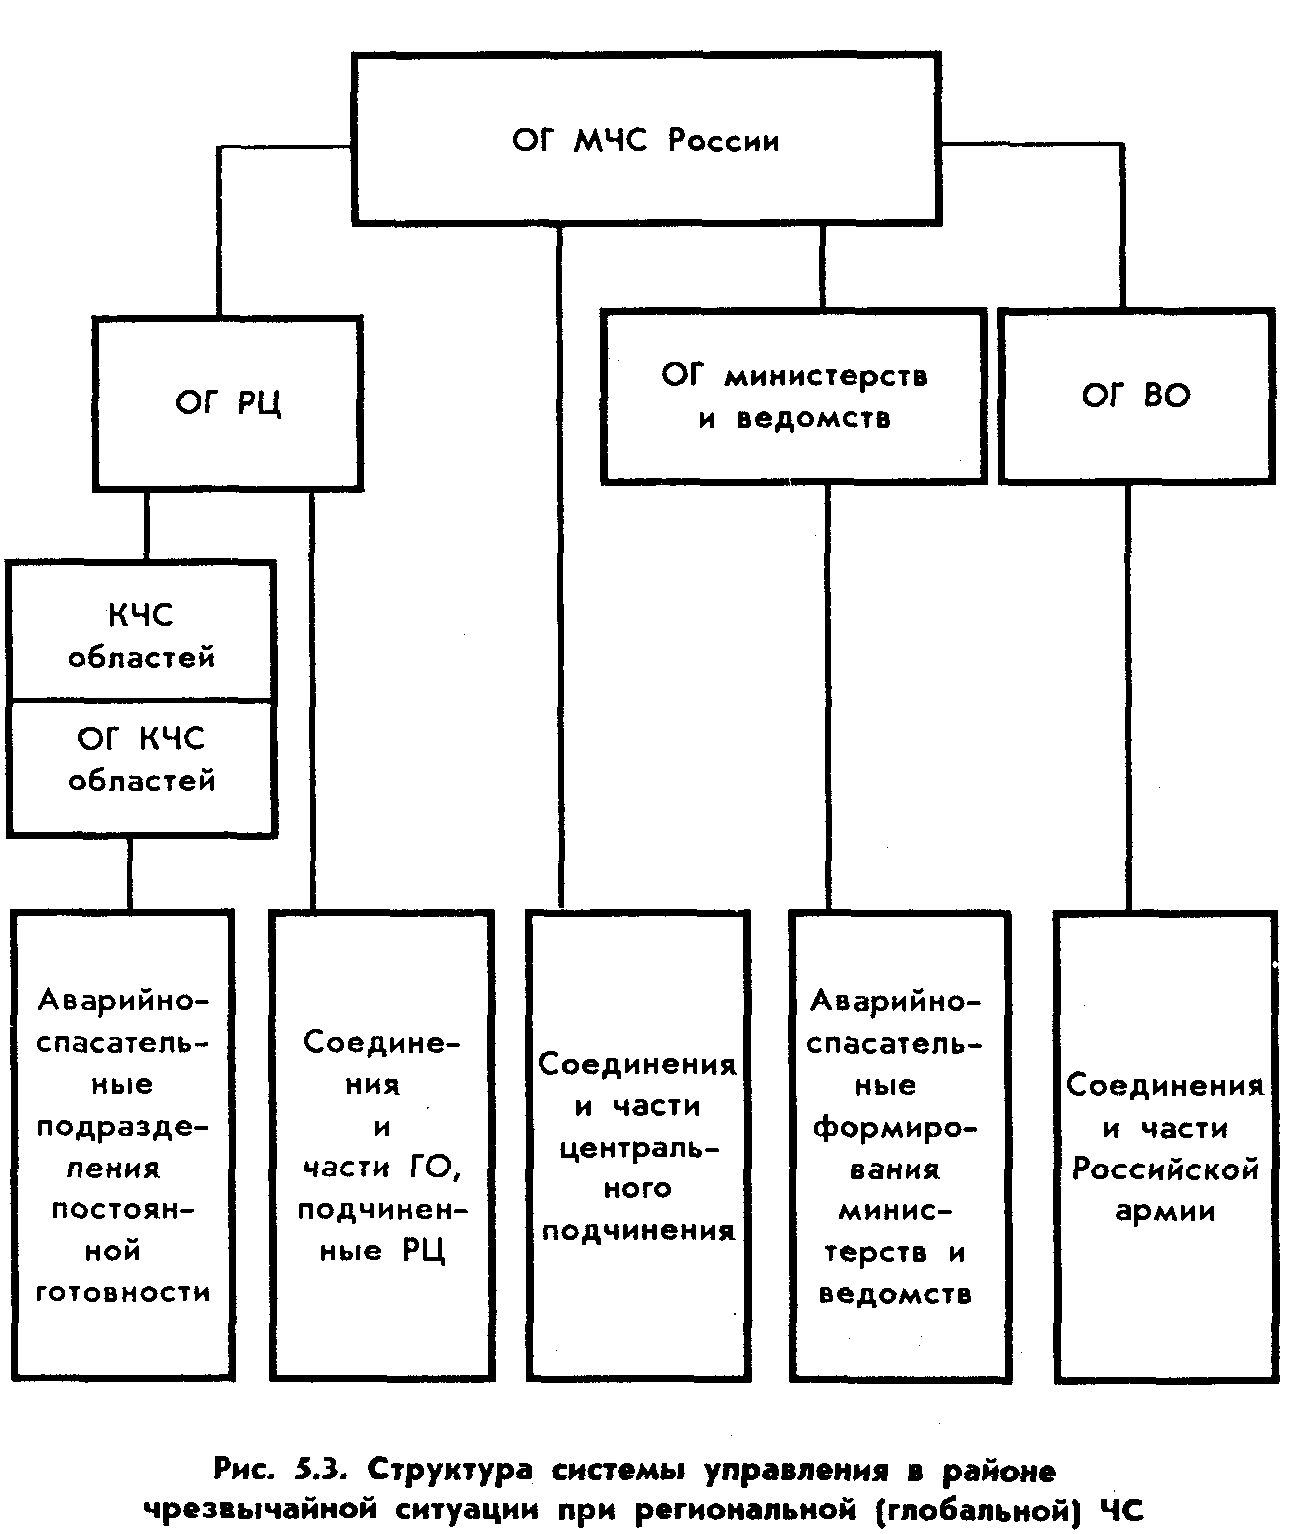 ОГ МЧС России
ОГ РЦ
ОГ министерств
и ведомств
ОГ ВО
КЧС
областей
ОГ КЧС
областей
Аварийно-
спасатель-
ные
подразде-
ления
постоян-
ной
готовности
Соедине-
ния
и
части ГО,
подчинен-
ные РЦ
Соединения
и части
централь-
ного
подчинения
Аварийно-
спасатель-
ные
формиро-
вания
минис-
терств и
ведомств
Соединения
и части
Российской
армии
Рис. 5.3. Структура системы управления в районе
чрезвычайной ситуации при региональной (глобальной) ЧС